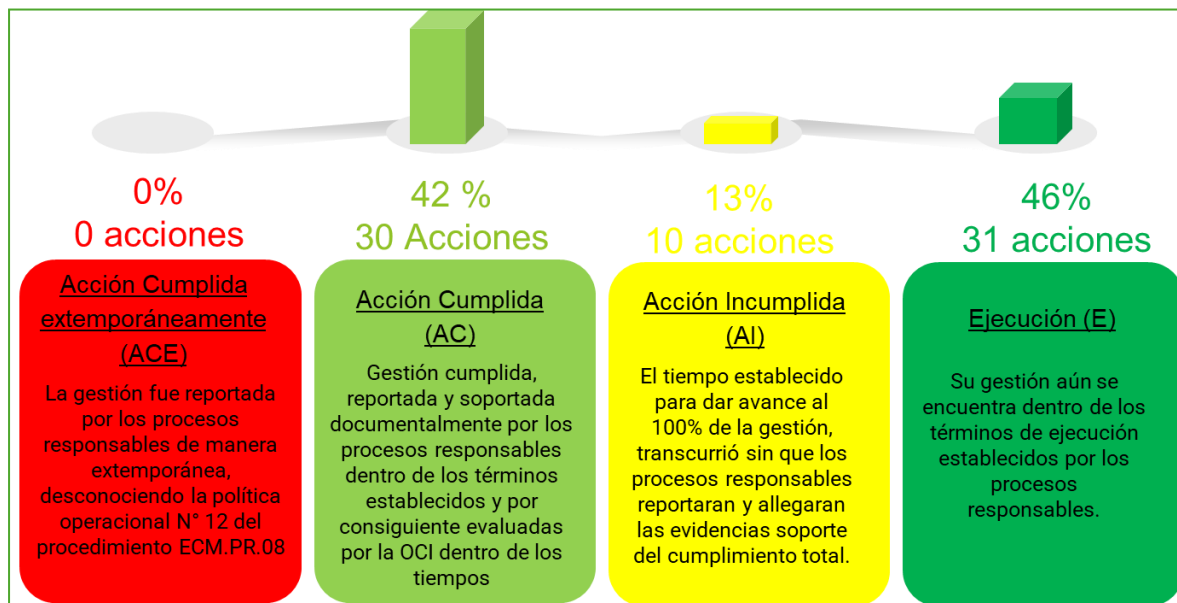 0%
0 acciones
42 %
30 Acciones
13%
10 acciones
46%
31 acciones
Acción Cumplida
extemporáneamente
(ACE)
La gestión fue reportada
por los procesos
responsables de manera
extemporánea,
desconociendo la política
operacional N° 12 del
procedimiento ECM.PR.08
Acción Cumplida
(AC)
Gestión cumplida,
reportada y soportada
documentalmente por los
procesos responsables
dentro de los términos
establecidos y por
consiguiente evaluadas
por la OCI dentro de los
tiempos
Acción Incumplida
(AI)
El tiempo establecido
para dar avance al
100% de la gestión,
transcurrió sin que los
procesos responsables
reportaran y allegaran
las evidencias soporte
del cumplimiento total.
Ejecución (E)
Su gestión aún se
encuentra dentro de los
términos de ejecución
establecidos por los
procesos
responsables.